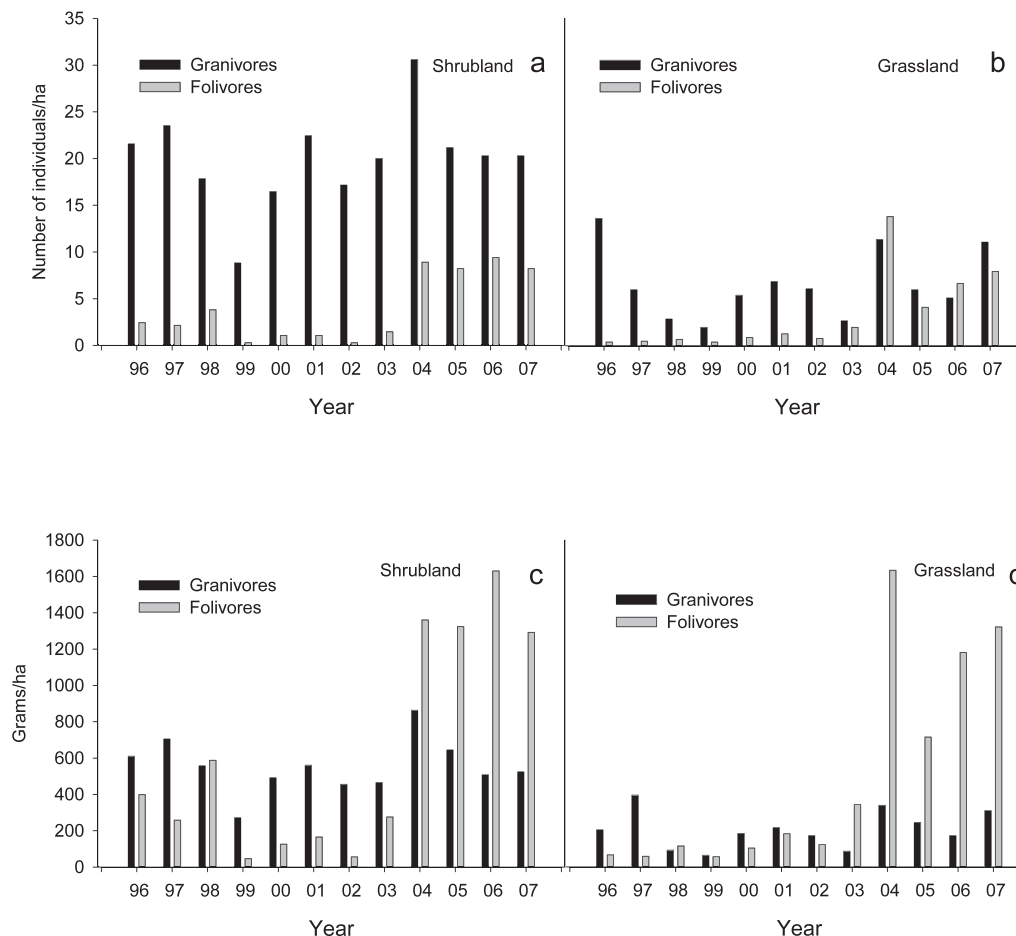 35
30
25
20
15
10
5
0
Number of individuals/ha
Granivores
Folivores
Shrubland a
96 97 98 99 00 01 02 03 04 05 06 07
Year
Granivores
Folivores
Grassland b
96 97 98 99 00 01 02 03 04 05 06 07
Year
1800
1600
1400
1200
1000
800
600
400
200
0
Grams/ha
Granivores
Folivores
Shrubland c
96 97 98 99 00 01 02 03 04 05 06 07
Year
Granivores
Folivores
Grassland
96 97 98 99 00 01 02 03 04 05 06 07
Year